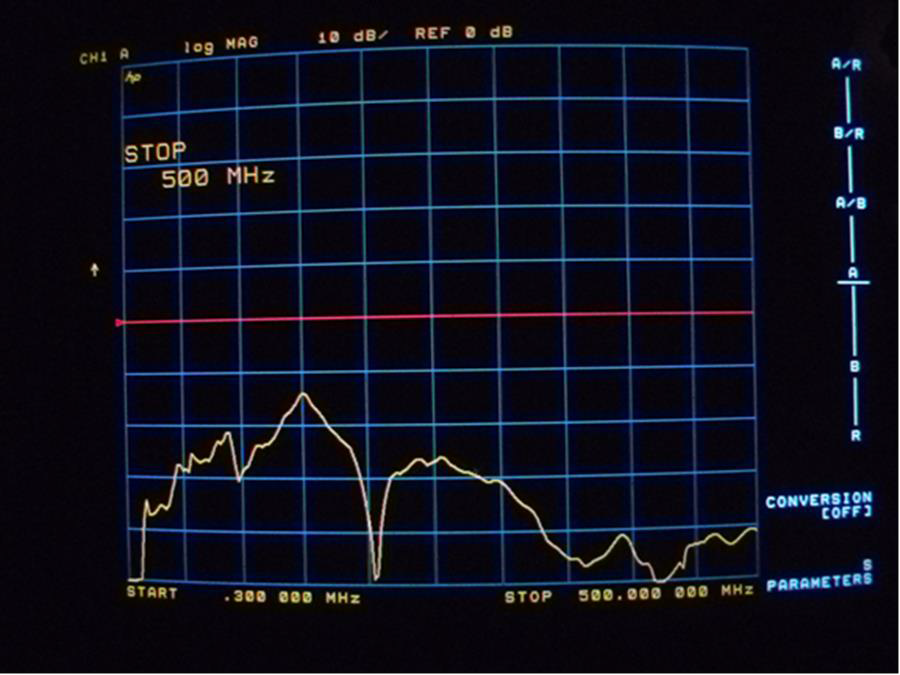 CH1 A log MAG 10 dB/ REF 0 dB
hp
STOP
500 MHz
A/R
B/R
A/B
A
B
R
CONVERSION
[OFF]
S
PARAMETERS
START .300 000 MHz STOP 500.000 000 MHz